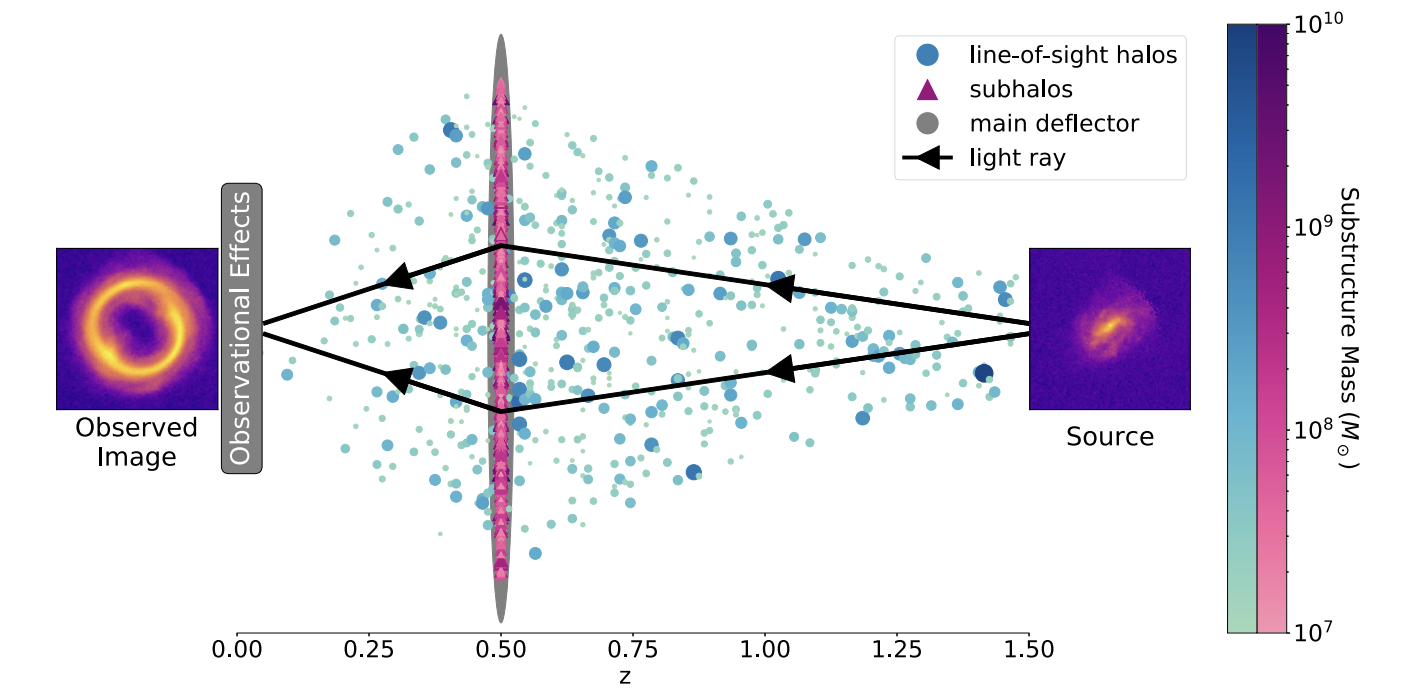 line-of-sight halos
subhalos
main deflector
light ray
Observational Effects
Observed
Image
Source
0.00 0.25 0.50 0.75 1.00 1.25 1.50
z
10¹⁰
10⁹
10⁸
10⁷
Substructure Mass (M☉)